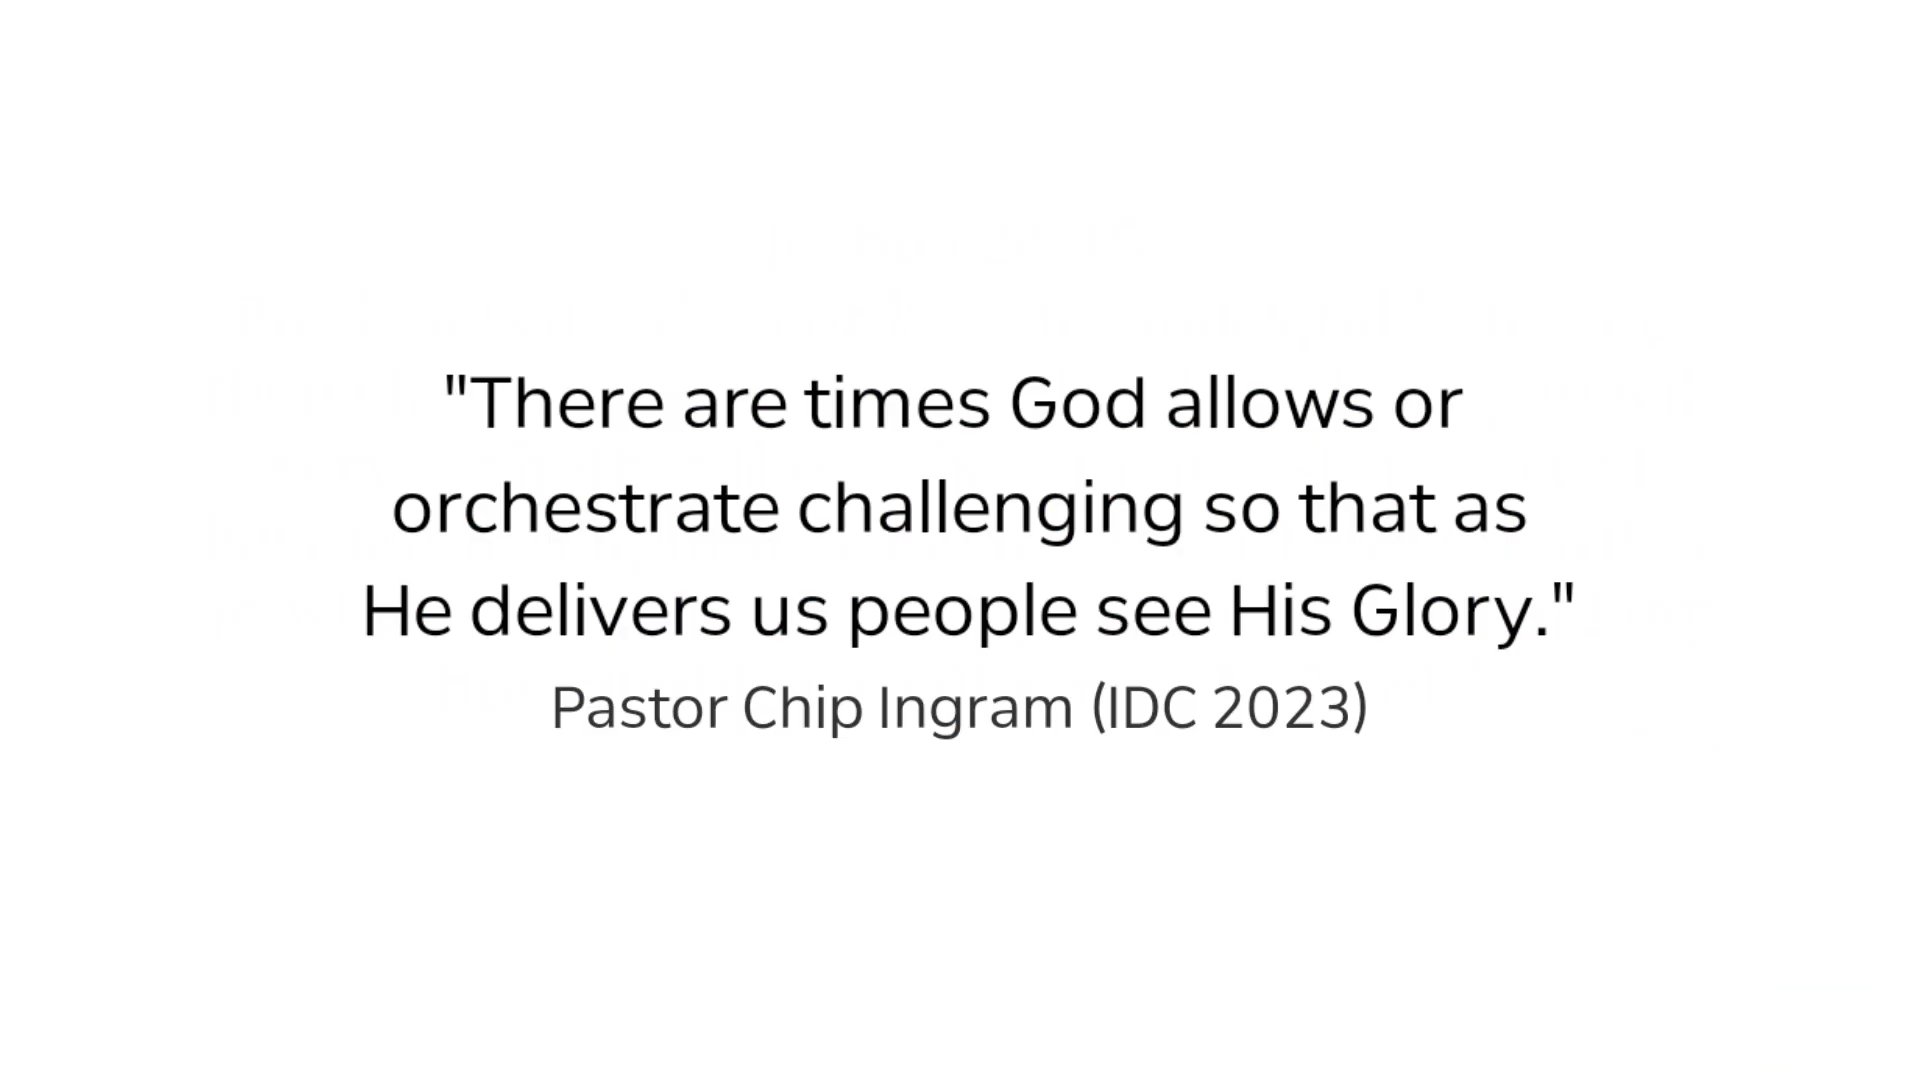 "There are times God allows or
orchestrate challenging so that as
He delivers us people see His Glory."
Pastor Chip Ingram (IDC 2023)